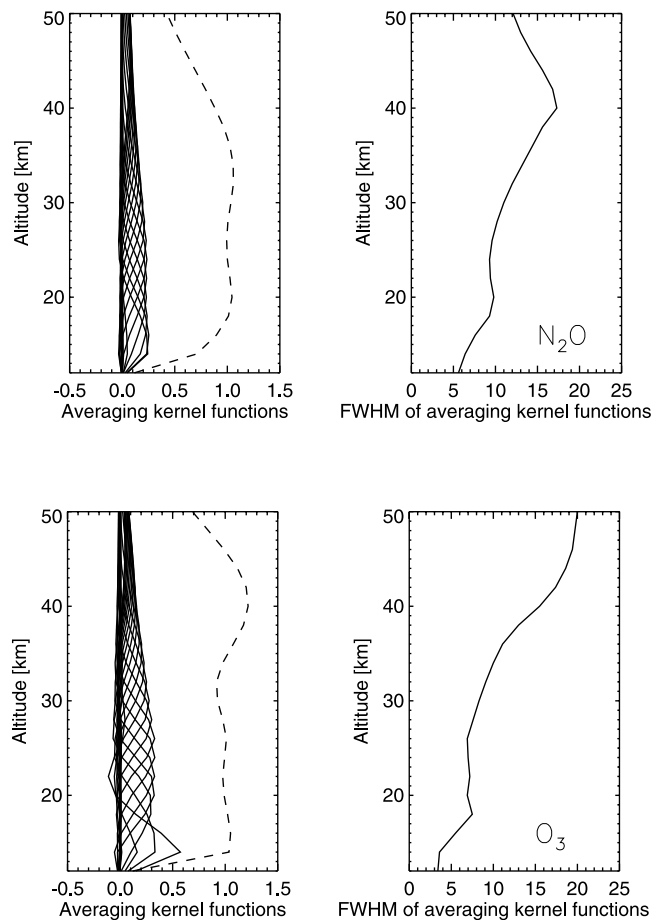 50
40
30
20
Altitude [km]
-0.5 0.0 0.5 1.0 1.5
Averaging kernel functions
50
40
30
20
Altitude [km]
N₂O
0 5 10 15 20 25
FWHM of averaging kernel functions
50
40
30
20
Altitude [km]
-0.5 0.0 0.5 1.0 1.5
Averaging kernel functions
50
40
30
20
Altitude [km]
O₃
0 5 10 15 20 25
FWHM of averaging kernel functions